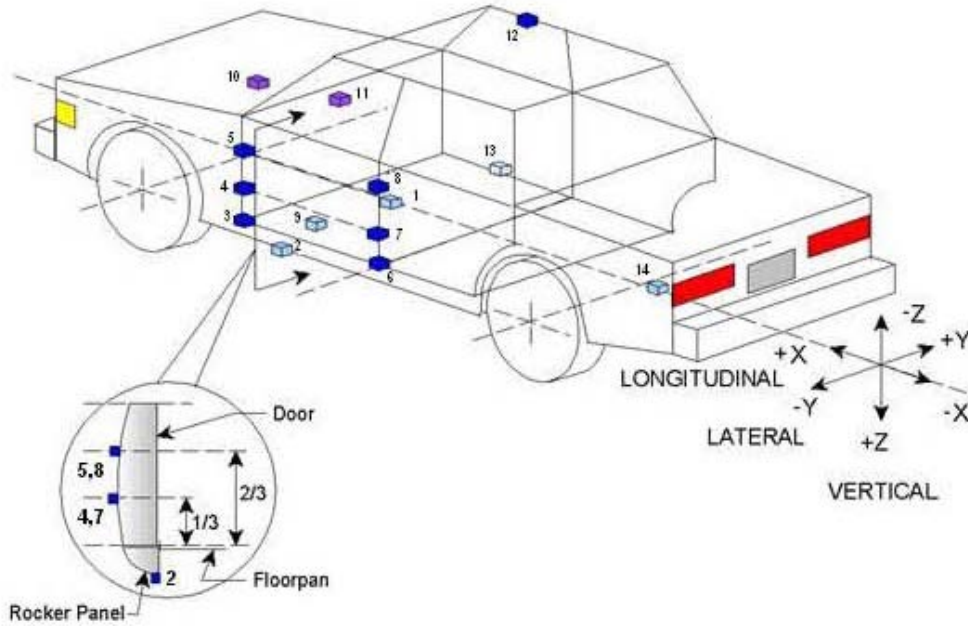 12
10
11
5
13
8
1
4
9
3
7
2
6
14
-Z
+Y
+X
LONGITUDINAL
-Y
-X
LATERAL
+Z
VERTICAL
Door
5,8
2/3
4,7
1/3
2
Floorpan
Rocker Panel